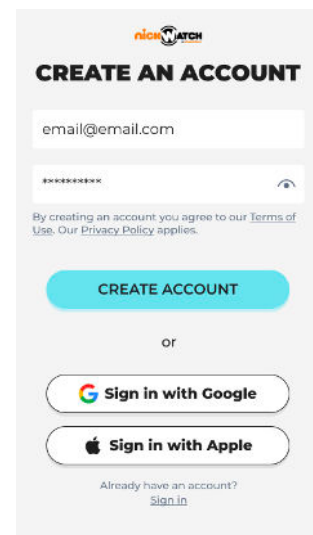 nick WATCH
CREATE AN ACCOUNT
email@email.com
**********
By creating an account you agree to our Terms of
Use. Our Privacy Policy applies.
CREATE ACCOUNT
or
Sign in with Google
Sign in with Apple
Already have an account?
Sign in